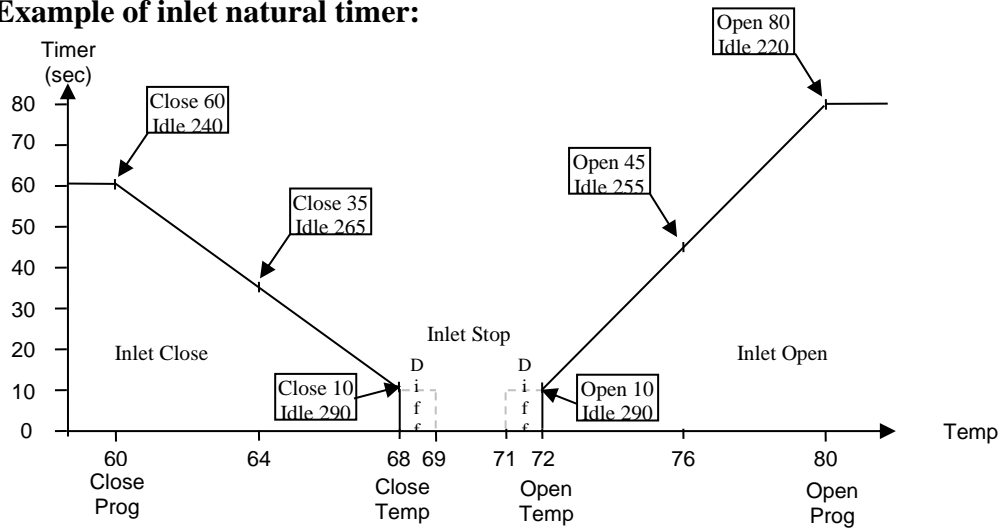 Example of inlet natural timer:
Timer
(sec)
80
70
60
50
40
30
20
10
0
Close 60
Idle 240
Close 35
Idle 265
Close 10
Idle 290
Open 80
Idle 220
Open 45
Idle 255
Open 10
Idle 290
Inlet Close
Inlet Stop
Inlet Open
D
i
f
f
D
i
f
f
60
64
68
69
71
72
76
80
Temp
Close
Prog
Close
Temp
Open
Temp
Open
Prog